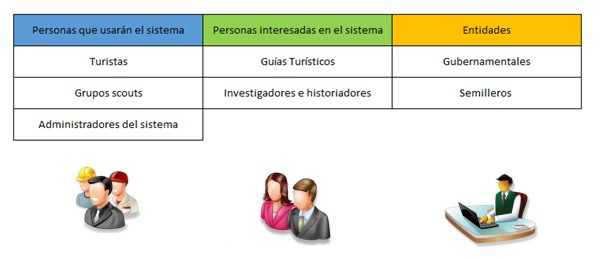 Personas que usarán el sistema Personas interesadas en el sistema Entidades
Turistas Guías Turísticos Gubernamentales
Grupos scouts Investigadores e historiadores Semilleros
Administradores del sistema